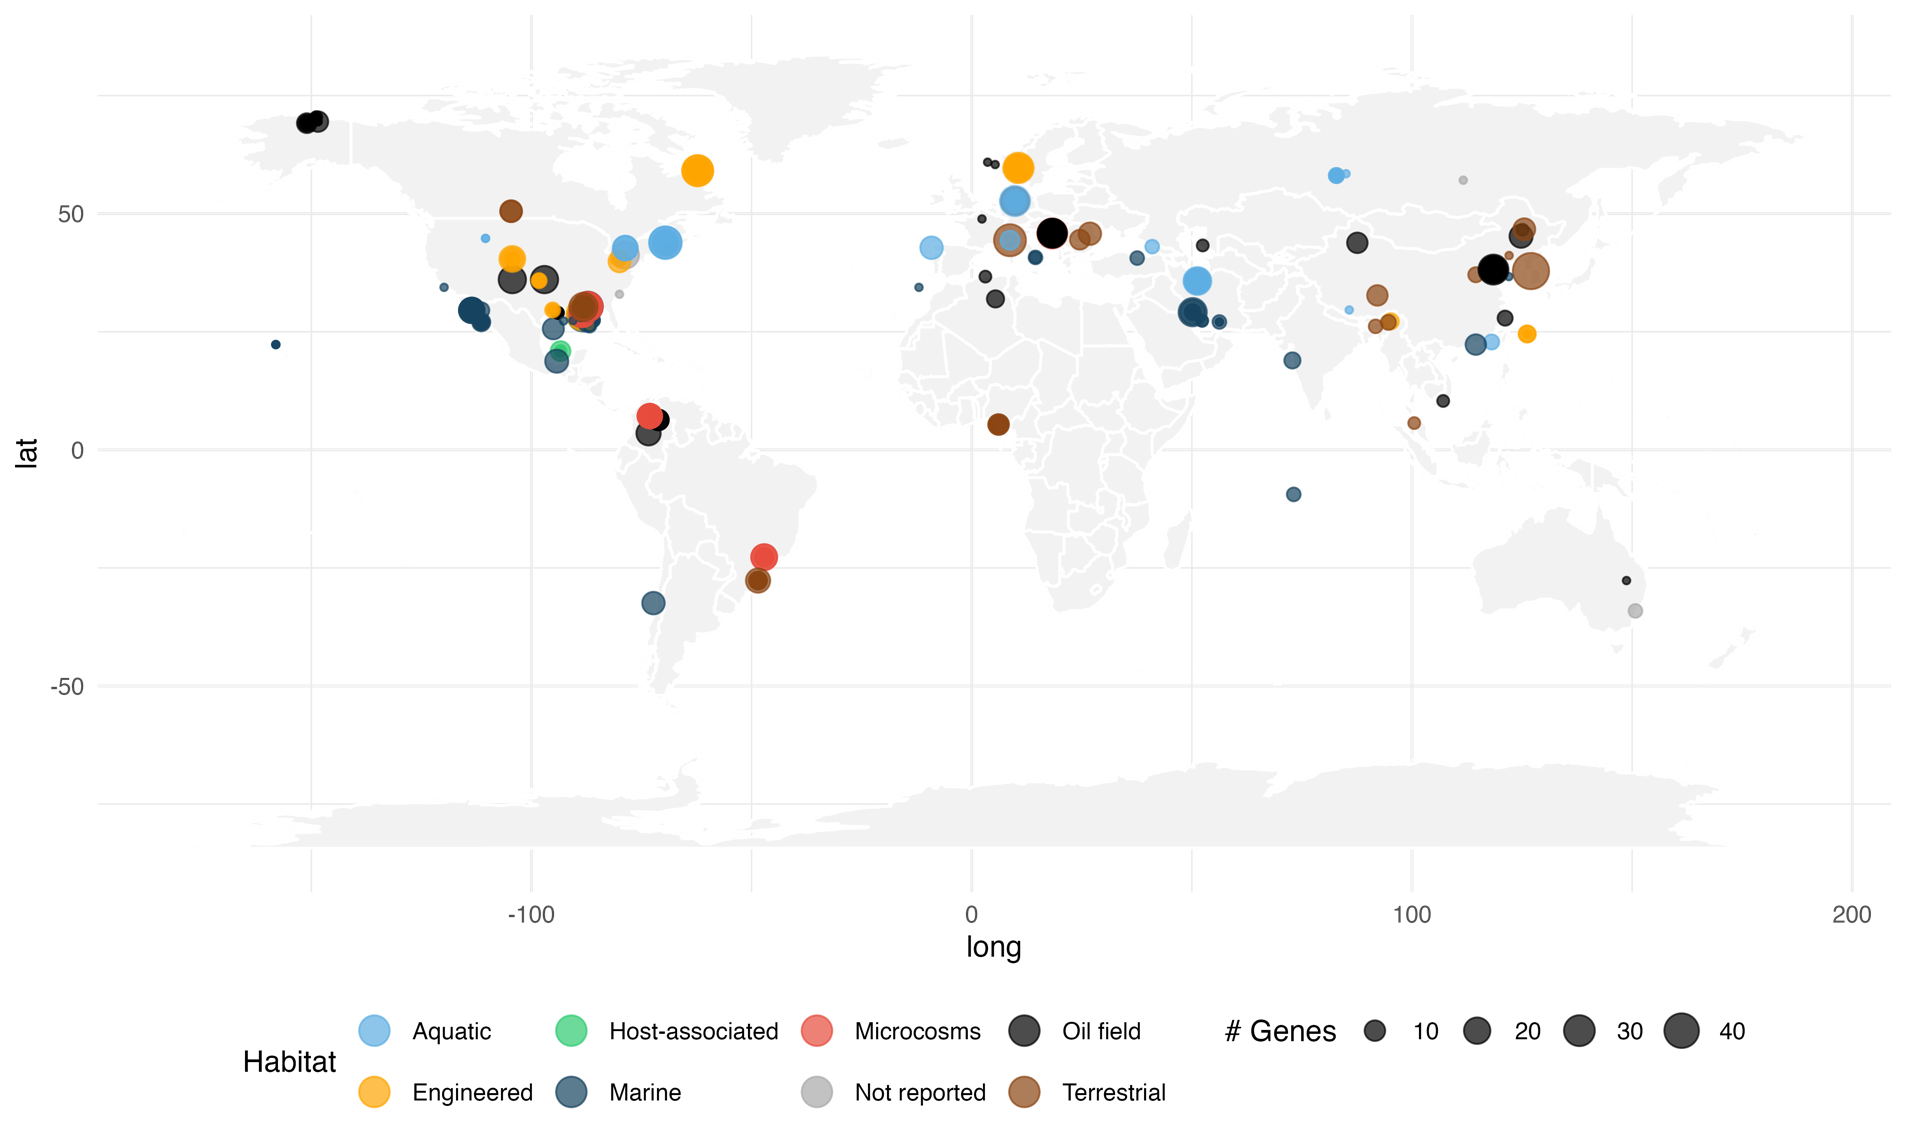 lat
50
0
-50
-100
0
100
200
long
Habitat
Aquatic
Host-associated
Microcosms
Oil field
Engineered
Marine
Not reported
Terrestrial
# Genes
10
20
30
40